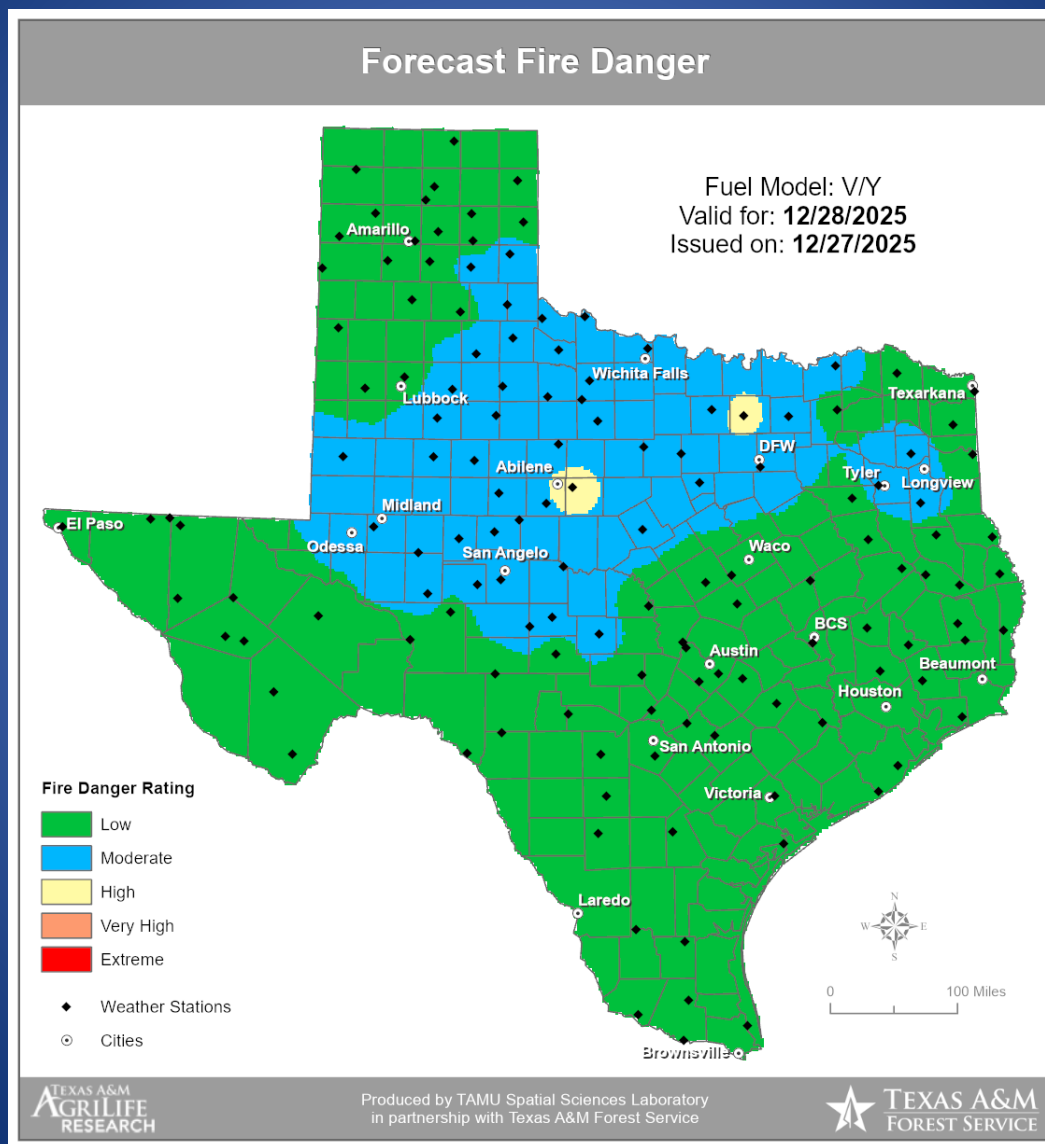 Forecast Fire Danger
Fuel Model: V/Y
Valid for: 12/28/2025
Issued on: 12/27/2025
Amarillo
Lubbock
Wichita Falls
Texarkana
DFW
Abilene
Tyler
Longview
Midland
El Paso
Odessa
San Angelo
Waco
BCS
Austin
Beaumont
Houston
San Antonio
Victoria
Laredo
Brownsville
Fire Danger Rating
Low
Moderate
High
Very High
Extreme
Weather Stations
Cities
N
W E
S
0 100 Miles
TEXAS A&M
AGRILIFE
RESEARCH
Produced by TAMU Spatial Sciences Laboratory
in partnership with Texas A&M Forest Service
TEXAS A&M
FOREST SERVICE